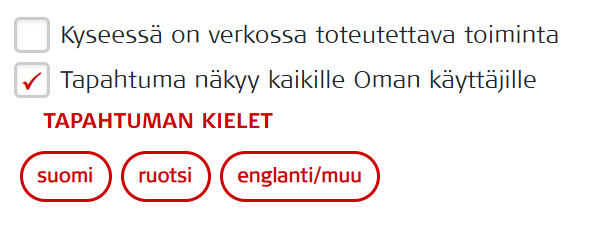 Kyseessä on verkossa toteutettava toiminta
Tapahtuma näkyy kaikille Oman käyttäjille
TAPAHTUMAN KIELET
suomi ruotsi englanti/muu